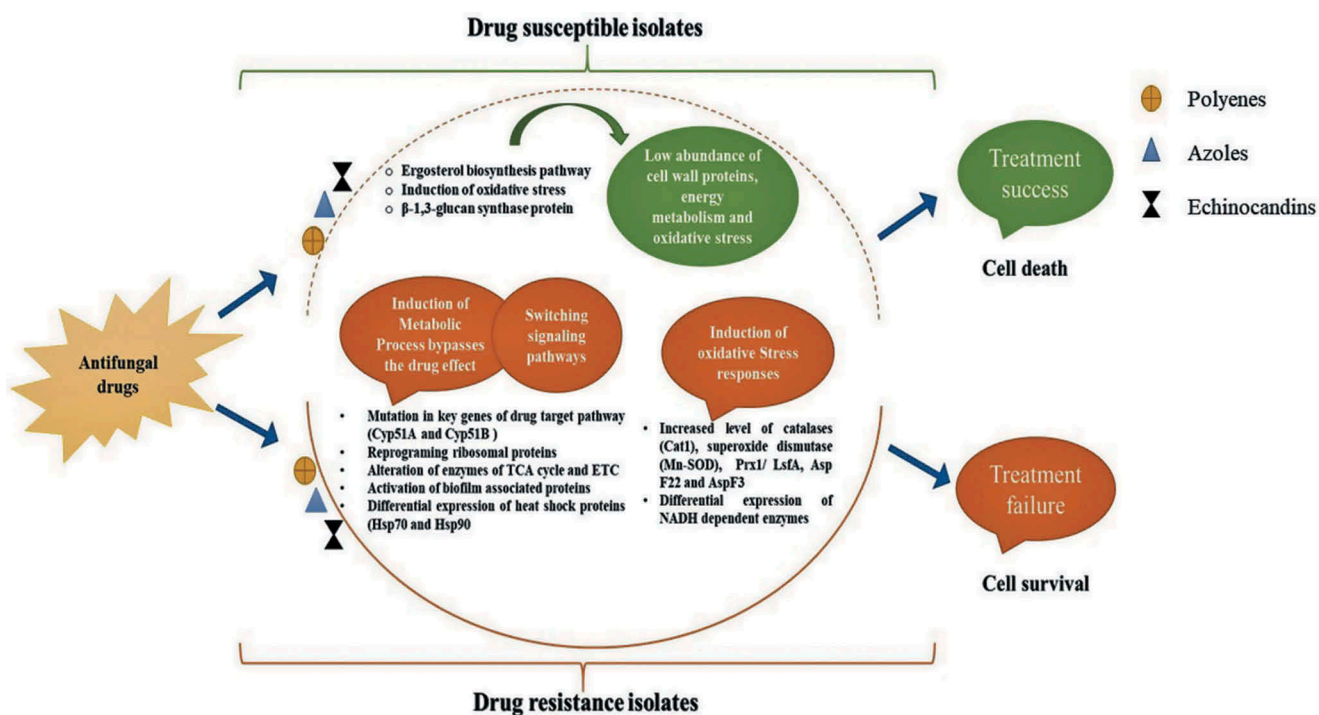 Drug susceptible isolates
Polyenes
Azoles
Echinocandins
Ergosterol biosynthesis pathway
Induction of oxidative stress
β-1,3-glucan synthase protein
Low abundance of
cell wall proteins,
energy
metabolism and
oxidative stress
Treatment
success
Cell death
Antifungal
drugs
Induction of
Metabolic
Process bypasses
the drug effect
Switching
signaling
pathways
Induction of
oxidative Stress
responses
• Mutation in key genes of drug target pathway
(Cyp51A and Cyp51B )
• Reprograming ribosomal proteins
• Alteration of enzymes of TCA cycle and ETC
• Activation of biofilm associated proteins
• Differential expression of heat shock proteins
(Hsp70 and Hsp90
• Increased level of catalases
(Cat1), superoxide dismutase
(Mn-SOD), Prx1/ LsfA, Asp
F22 and AspF3
• Differential expression of
NADH dependent enzymes
Treatment
failure
Cell survival
Drug resistance isolates